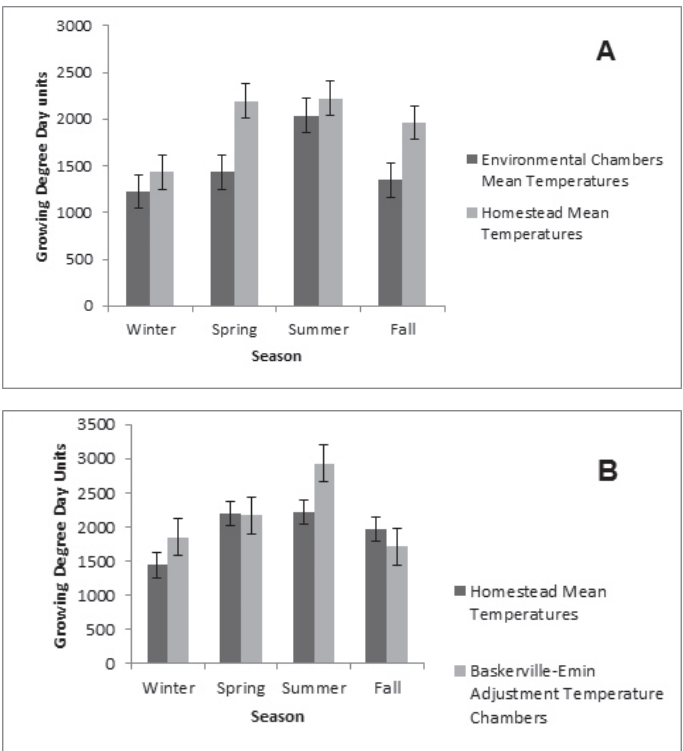 3000
2500
2000
1500
1000
500
0
Growing Degree Day units
Winter Spring Summer Fall
Season
A
Environmental Chambers
Mean Temperatures
Homestead Mean
Temperatures
3500
3000
2500
2000
1500
1000
500
0
Growing Degree Day Units
Winter Spring Summer Fall
Season
B
Homestead Mean
Temperatures
Baskerville-Emin
Adjustment Temperature
Chambers